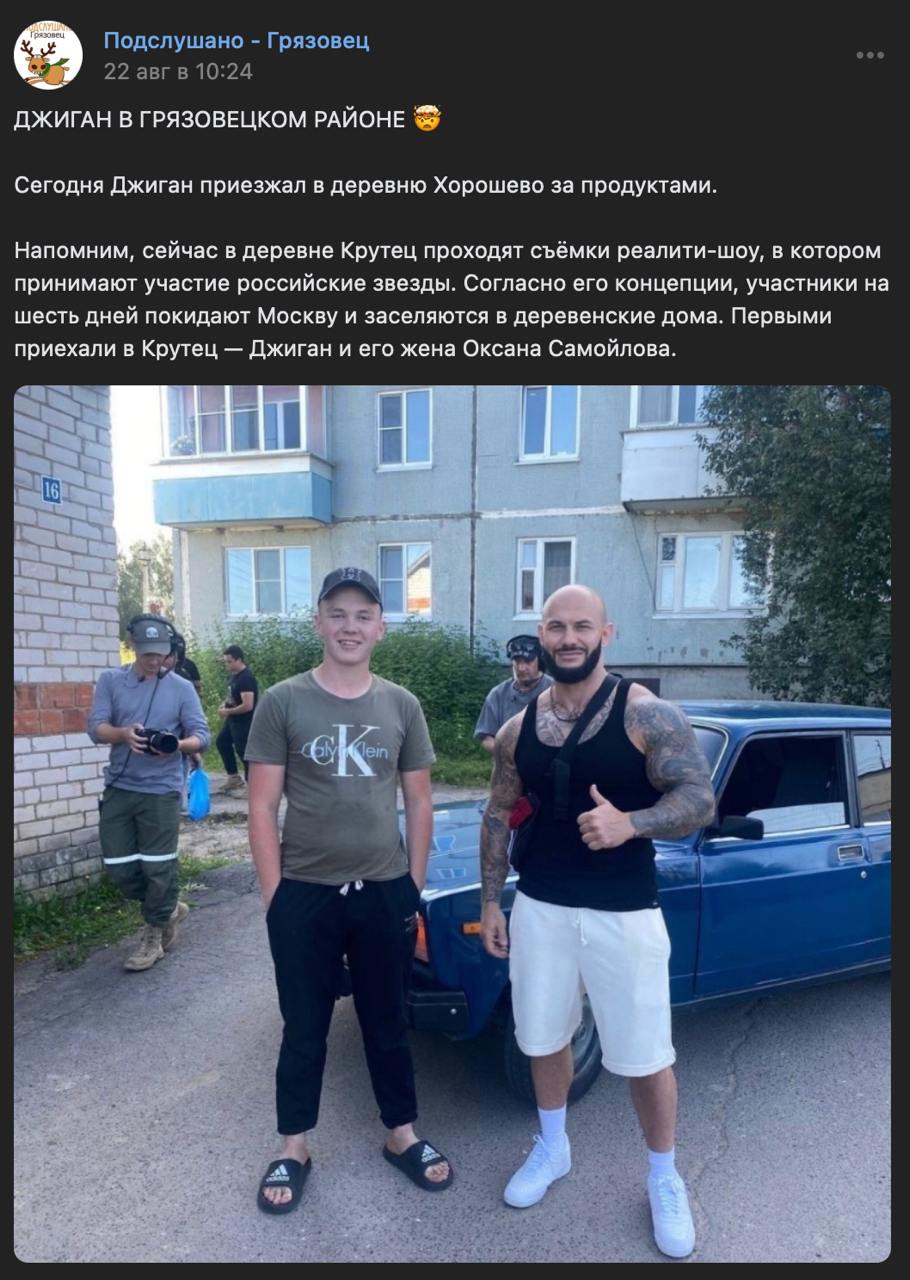 ПОДСЛУШАНО
Грязовец
Подслушано - Грязовец
22 авг в 10:24
ДЖИГАН В ГРЯЗОВЕЦКОМ РАЙОНЕ 🤯
Сегодня Джиган приезжал в деревню Хорошево за продуктами.
Напомним, сейчас в деревне Крутец проходят съёмки реалити-шоу, в котором
принимают участие российские звезды. Согласно его концепции, участники на
шесть дней покидают Москву и заселяются в деревенские дома. Первыми
приехали в Крутец — Джиган и его жена Оксана Самойлова.
16
CK
Calvin Klein
adidas
adidas